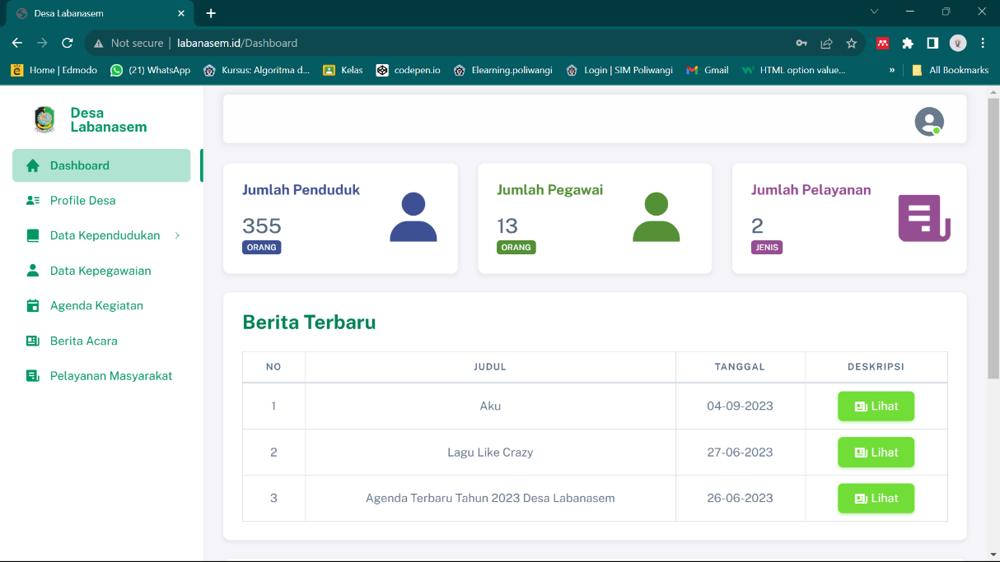 Desa Labanasem
Not secure | labanasem.id/Dashboard
Home | Edmodo (21) WhatsApp Kursus: Algoritma d... Kelas codepen.io Elearning.poliwangi Login | SIM Poliwangi Gmail HTML option value... » All Bookmarks
Desa
Labanasem
Dashboard
Profile Desa
Data Kependudukan
Data Kepegawaian
Agenda Kegiatan
Berita Acara
Pelayanan Masyarakat
Jumlah Penduduk
355
ORANG
Jumlah Pegawai
13
ORANG
Jumlah Pelayanan
2
JENIS
Berita Terbaru
NO JUDUL TANGGAL DESKRIPSI
1 Aku 04-09-2023 Lihat
2 Lagu Like Crazy 27-06-2023 Lihat
3 Agenda Terbaru Tahun 2023 Desa Labanasem 26-06-2023 Lihat